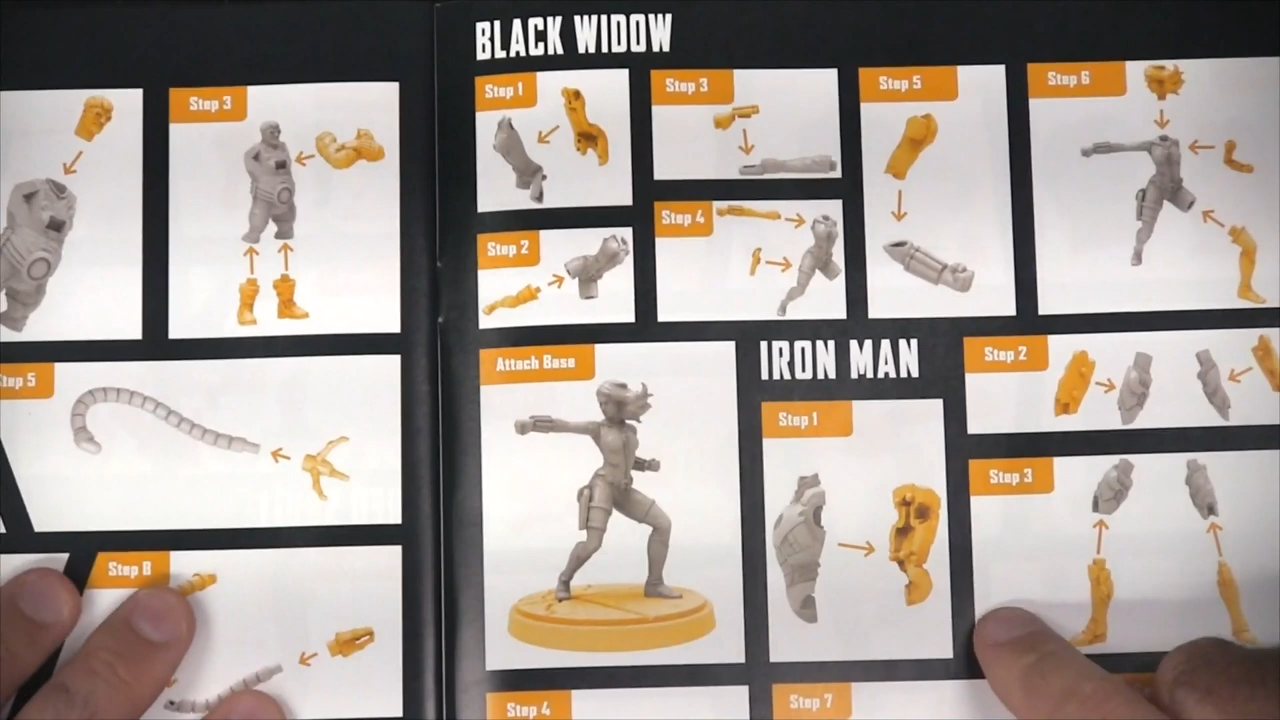 Step 3
tep 5
Step 8
BLACK WIDOW
Step 1
Step 3
Step 5
Step 6
Step 2
Step 4
Attach Base
IRON MAN
Step 1
Step 2
Step 3
Step 4
Step 7